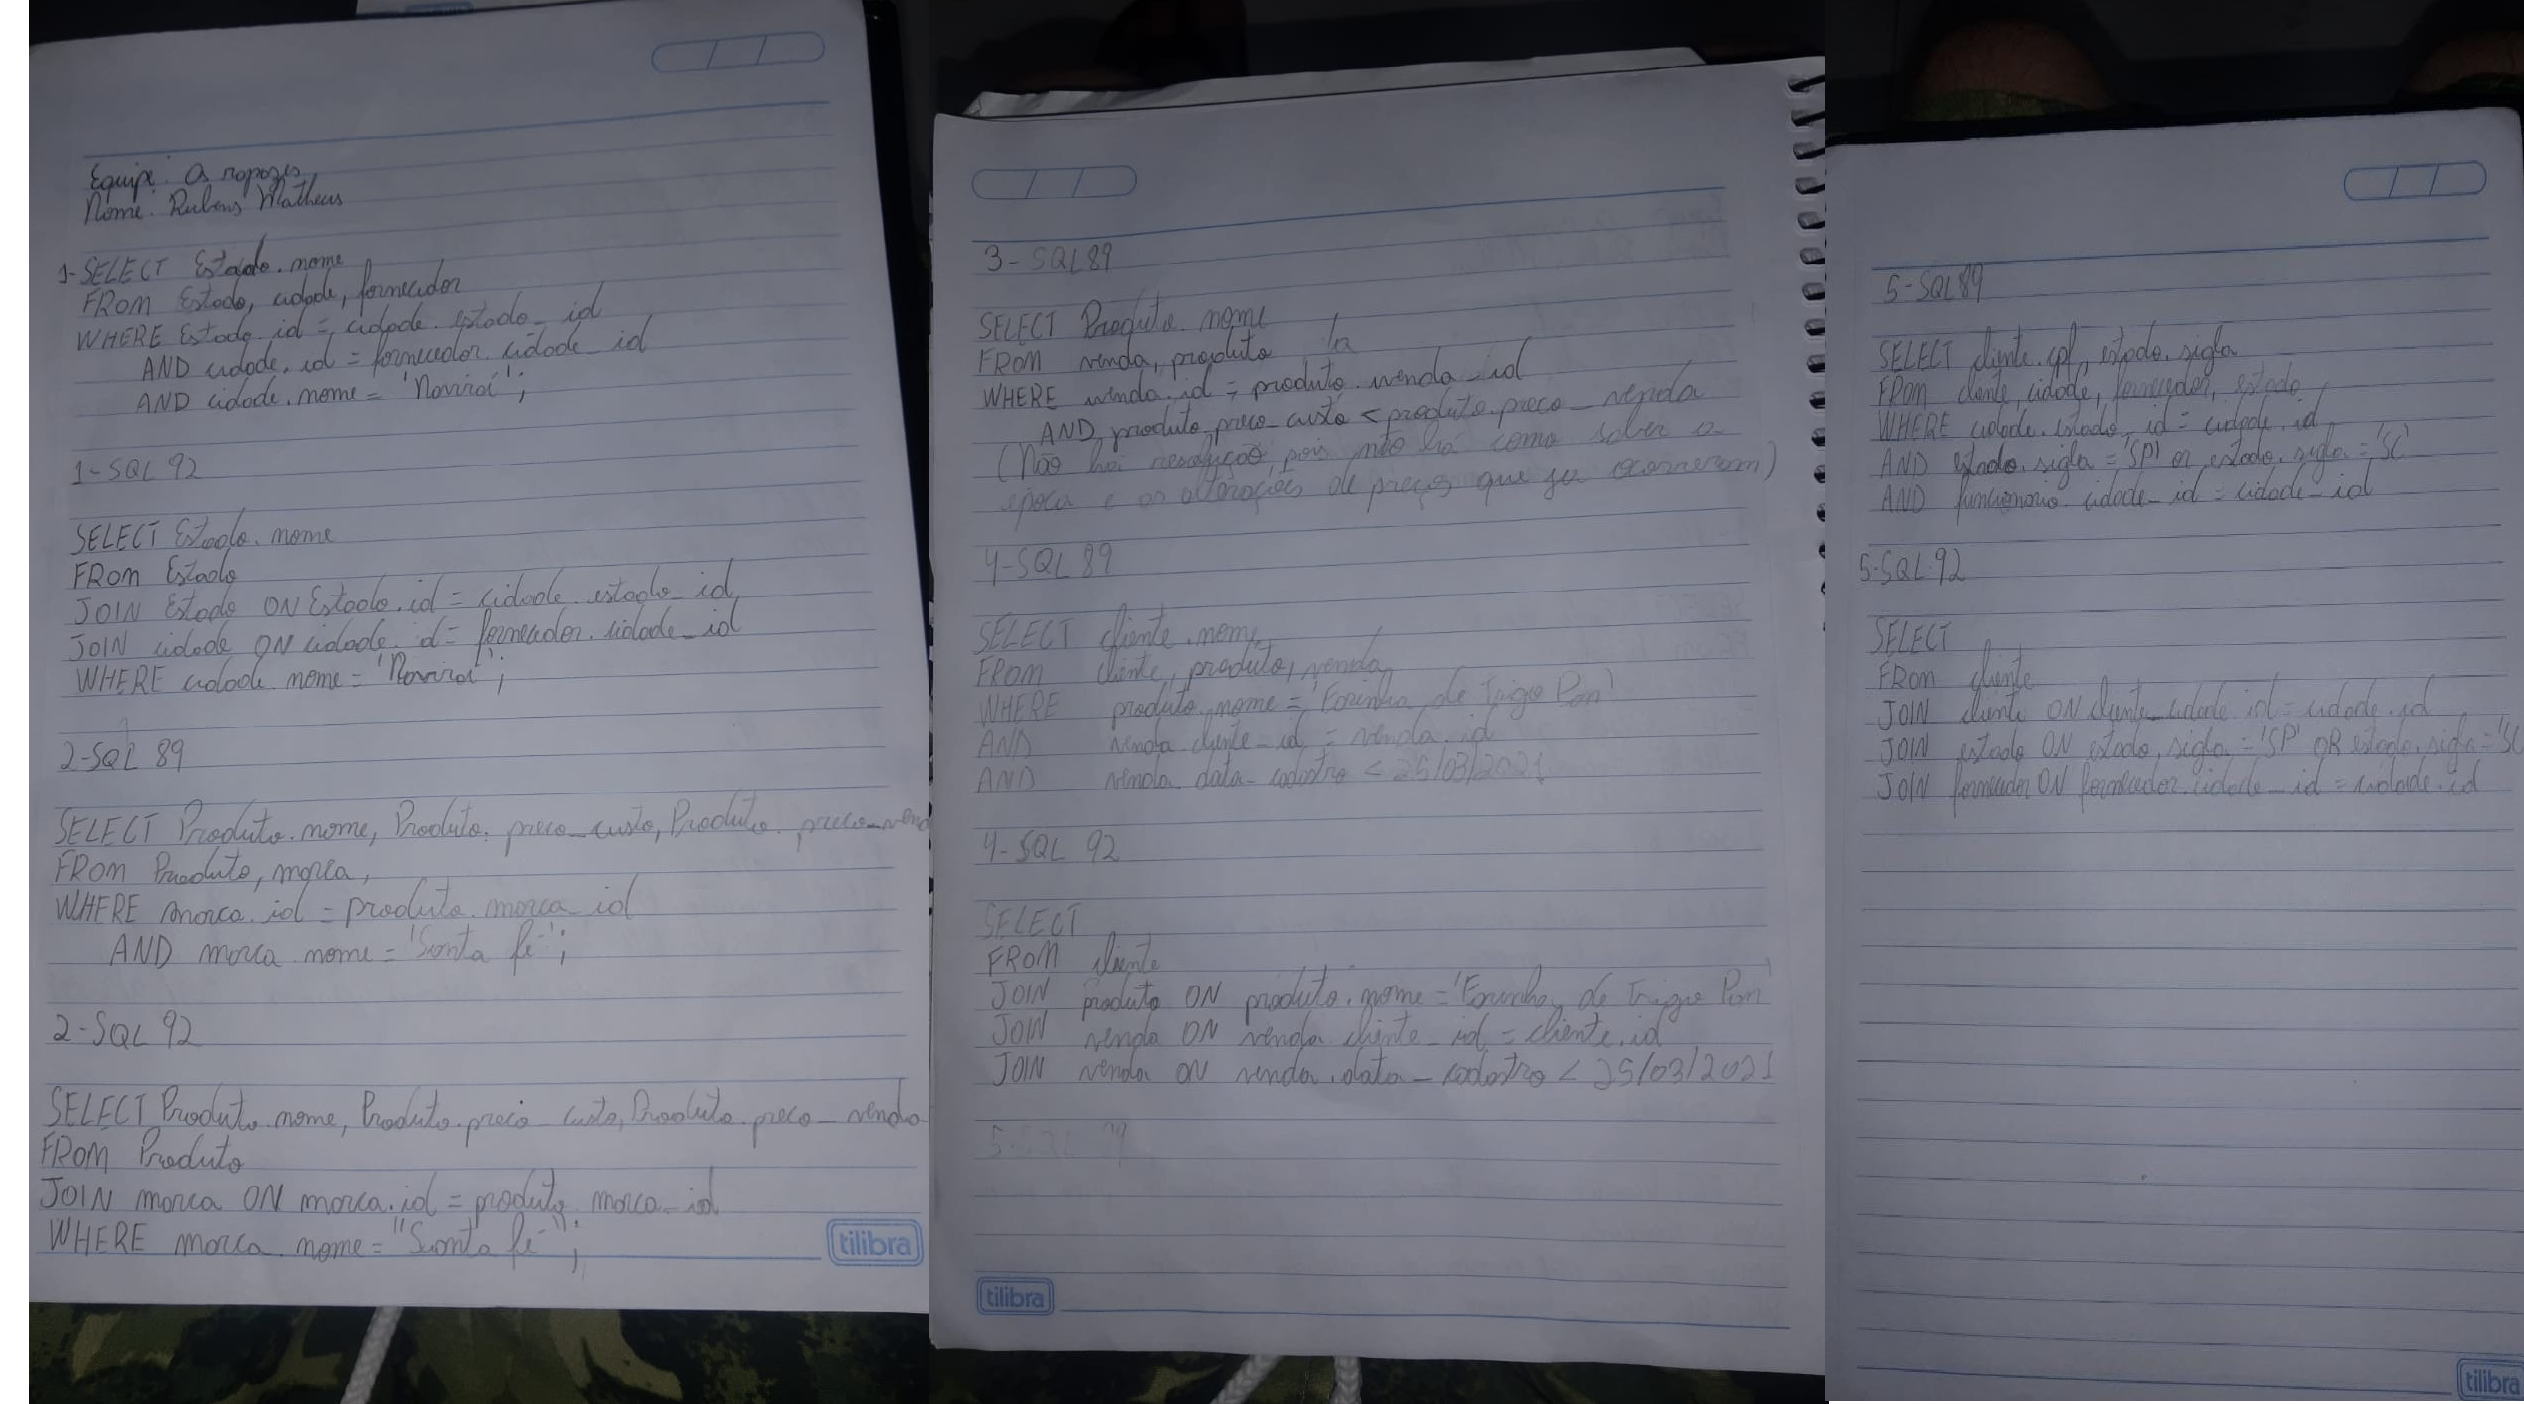 Equipe: Os
Nome: Rubens Matheus
1-SELECT Estado.nome
FROM Estado, cidade, fornecedor
WHERE Estado.id = cidade.estado_id
AND cidade.id = fornecedor.cidade_id
AND cidade.nome = 'Naviraí';
1-SQL 92
SELECT Estado.nome
FROM Estado
JOIN Estado ON Estado.id = cidade.estado_id
JOIN cidade ON cidade.id = fornecedor.cidade_id
WHERE cidade.nome = 'Naviraí';
2-SQL 89
SELECT Produto.nome, Produto.preco_custo, Produto.preco_vend
FROM Produto, marca,
WHERE marca.id = produto.marca_id
AND marca.nome = 'Santa fé';
2-SQL 92
SELECT Produto.nome, Produto.preco_custo, Produto.preco_venda
FROM Produto
JOIN marca ON marca.id = produto.marca_id
WHERE marca.nome = "Santa fé";
tilibra
3-SQL89
SELECT Produto.nome
FROM venda, produto
WHERE venda.id = produto.venda_id
AND produto.preco_custo < produto.preco_venda
(Não há resolução, pois não há como saber a
época e as alterações de preços que já ocorreram)
4-SQL 89
SELECT cliente.nome,
FROM cliente, produto, venda
WHERE produto.nome = 'Farinha de Trigo Pan'
AND venda.cliente_id = venda.id
AND venda.data_cadastro < 25/03/2021
4-SQL 92
SELECT
FROM cliente
JOIN produto ON produto.nome = 'Farinha de Trigo Pan'
JOIN venda ON venda.cliente_id = cliente.id
JOIN venda ON venda.data_cadastro < 25/03/2021
tilibra
5-SQL89
SELECT cliente.cpf, estado.sigla
FROM cliente, cidade, fornecedor, estado
WHERE cidade.estado_id = cidade.id
AND estado.sigla = 'SP' or estado.sigla = 'SC'
AND funcionario.cidade_id = cidade_id
5-SQL 92
SELECT
FROM cliente
JOIN cliente ON cliente_cidade id = cidade.id
JOIN estado ON estado.sigla = 'SP' OR estado.sigla = 'SC
JOIN fornecedor ON fornecedor.cidade_id = cidade.id
tilibra